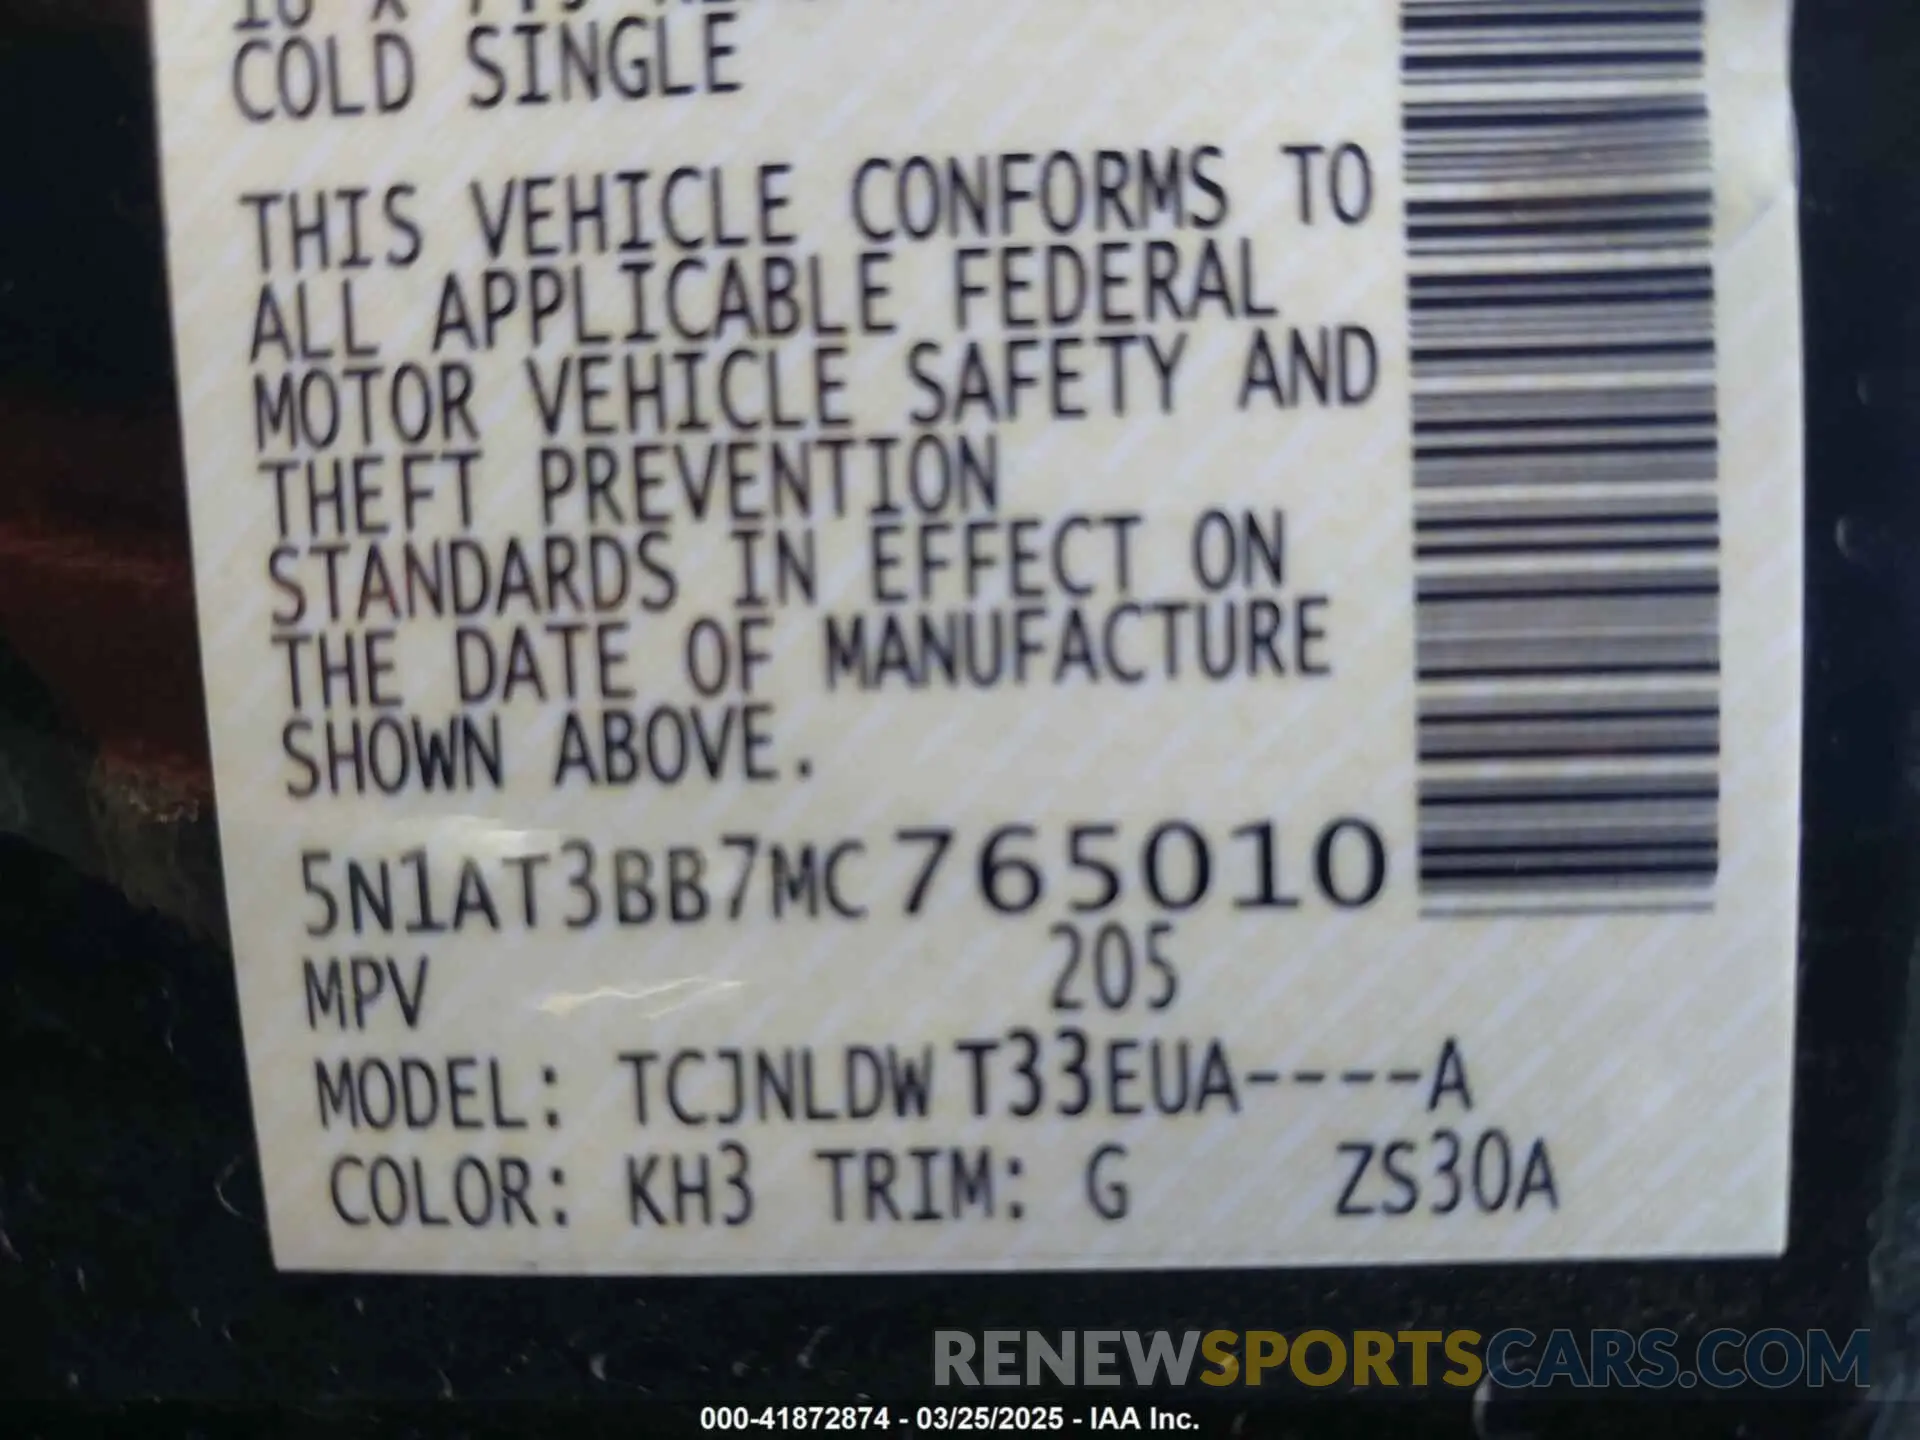 COLD SINGLE
THIS VEHICLE CONFORMS TO
ALL APPLICABLE FEDERAL
MOTOR VEHICLE SAFETY AND
THEFT PREVENTION
STANDARDS IN EFFECT ON
THE DATE OF MANUFACTURE
SHOWN ABOVE.
5N1AT3BB7MC765010
MPV 205
MODEL: TCJNLDW T33EUA----A
COLOR: KH3 TRIM: G ZS30A
RENEWSPORTSCARS.COM
000-41872874 - 03/25/2025 - IAA Inc.